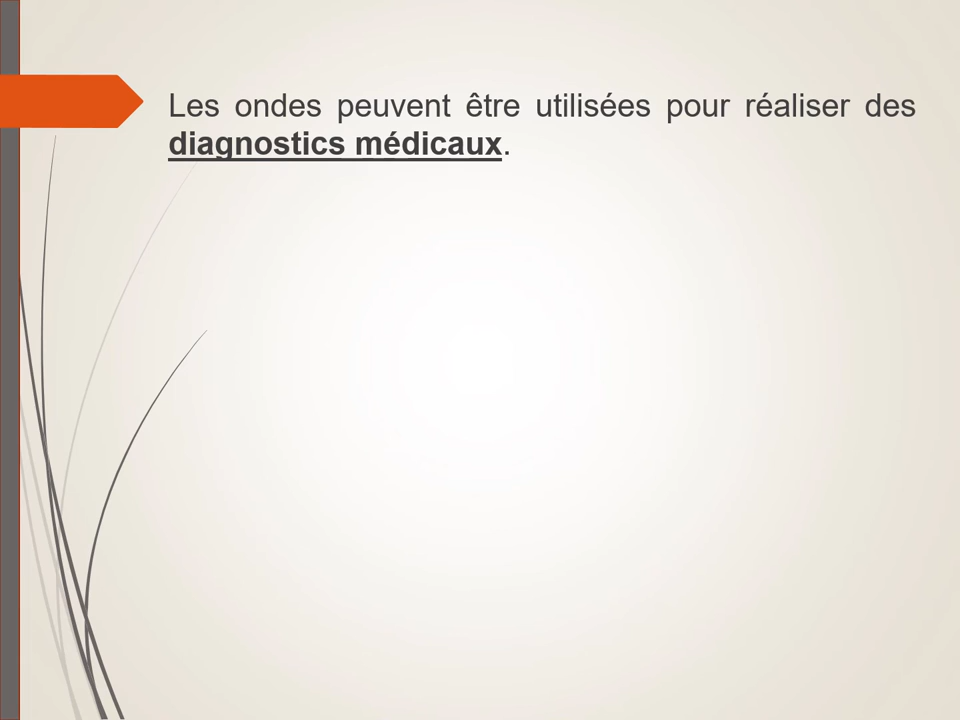 Les ondes peuvent être utilisées pour réaliser des
diagnostics médicaux.